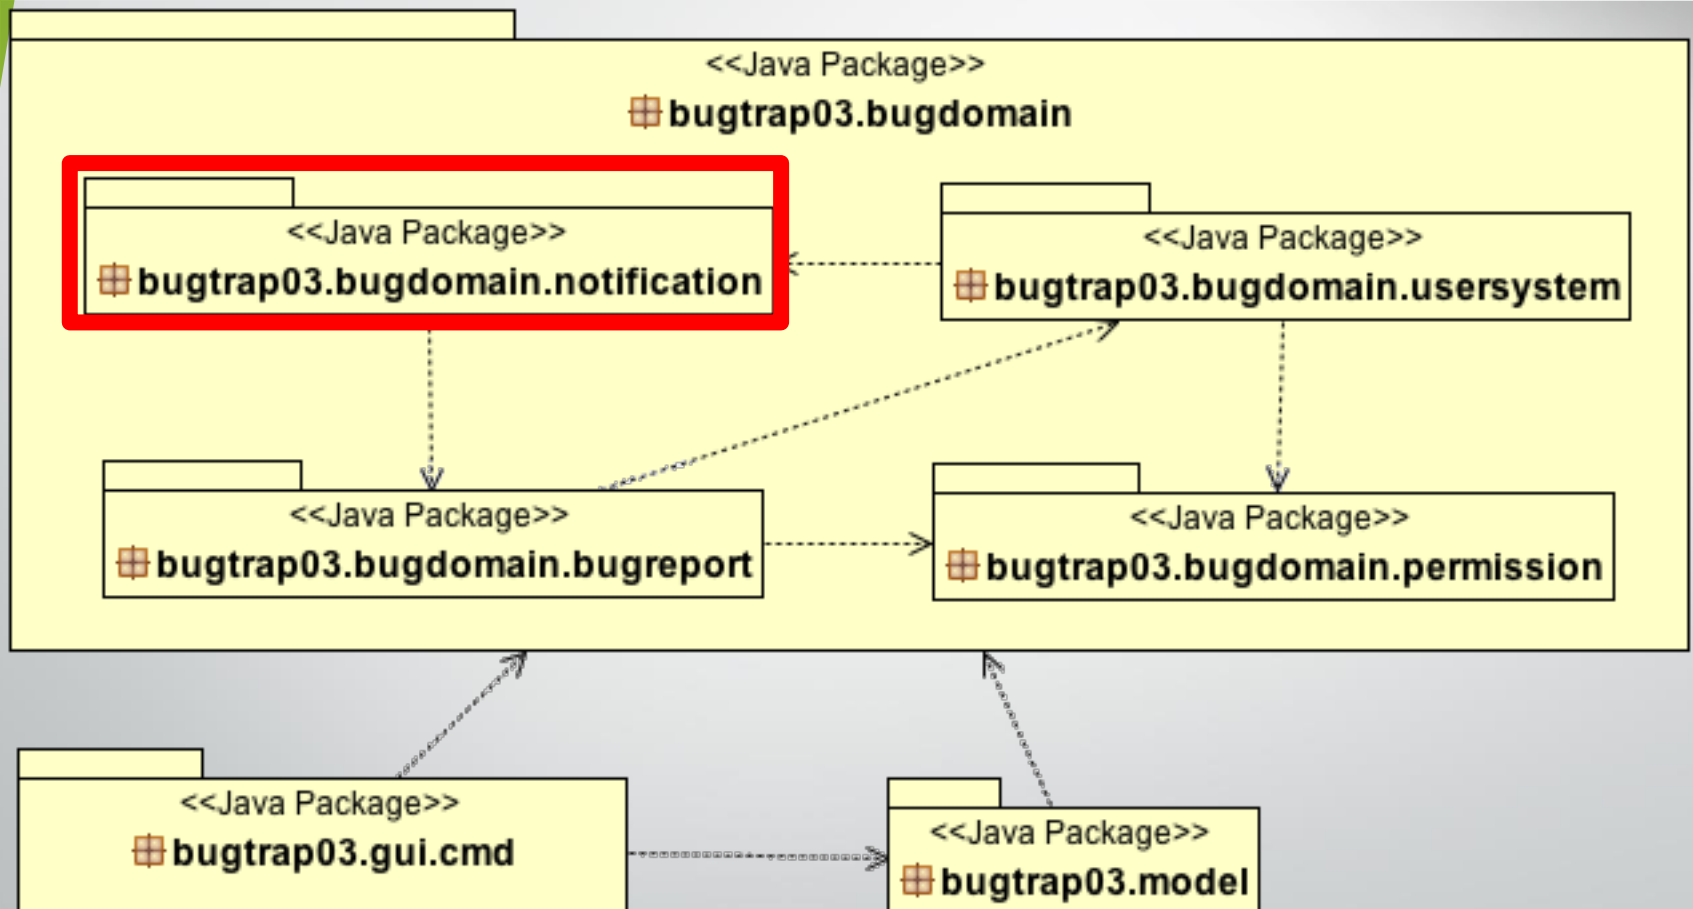 <<Java Package>>
bugtrap03.bugdomain
<<Java Package>>
bugtrap03.bugdomain.notification
<<Java Package>>
bugtrap03.bugdomain.usersystem
<<Java Package>>
bugtrap03.bugdomain.bugreport
<<Java Package>>
bugtrap03.bugdomain.permission
<<Java Package>>
bugtrap03.gui.cmd
<<Java Package>>
bugtrap03.model